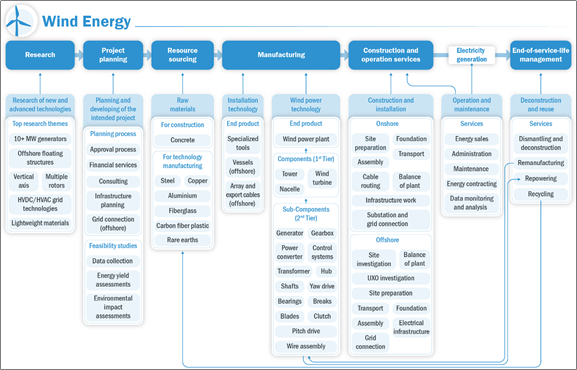 Wind Energy
Research
Project
planning
Resource
sourcing
Manufacturing
Construction and
operation services
Electricity
generation
End-of-service-life
management
Research of new and
advanced technologies
Top research themes
10+ MW generators
Offshore floating
structures
Vertical
axis
Multiple
rotors
HVDC/HVAC grid
technologies
Lightweight materials
Planning and
developing of the
intended project
Planning process
Approval process
Financial services
Consulting
Infrastructure
planning
Grid connection
(offshore)
Feasibility studies
Data collection
Energy yield
assessments
Environmental
impact
assessments
Raw
materials
For construction
Concrete
For technology
manufacturing
Steel
Copper
Aluminium
Fiberglass
Carbon fiber plastic
Rare earths
Installation
technology
End product
Specialized
tools
Vessels
(offshore)
Array and
export cables
(offshore)
Wind power
technology
End product
Wind power plant
Components (1st Tier)
Tower
Nacelle
Wind
turbine
Sub-Components
(2nd Tier)
Generator
Gearbox
Power
converter
Control
systems
Transformer
Hub
Shafts
Yaw drive
Bearings
Breaks
Blades
Clutch
Pitch drive
Wire assembly
Construction and
installation
Onshore
Site
preparation
Foundation
Assembly
Transport
Cable
routing
Balance
of plant
Infrastructure work
Substation and
grid connection
Offshore
Site
investigation
Balance
of plant
UXO investigation
Site preparation
Transport
Foundation
Assembly
Electrical
infrastructure
Grid
connection
Operation and
maintenance
Services
Energy sales
Administration
Maintenance
Energy contracting
Data monitoring
and analysis
Deconstruction
and reuse
Services
Dismantling and
deconstruction
Remanufacturing
Repowering
Recycling